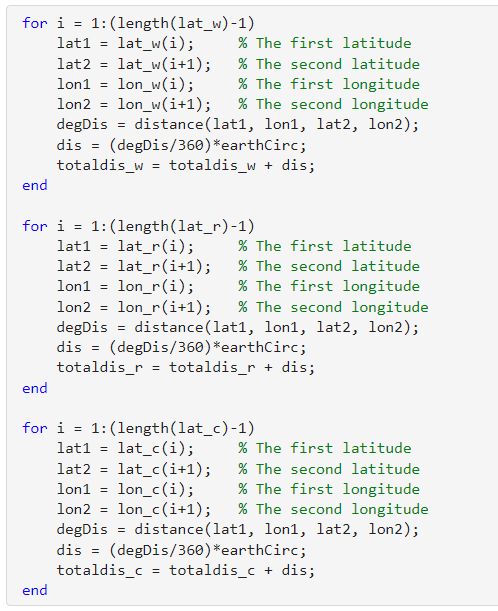 for i = 1:(length(lat_w)-1)
    lat1 = lat_w(i);     % The first latitude
    lat2 = lat_w(i+1);   % The second latitude
    lon1 = lon_w(i);     % The first longitude
    lon2 = lon_w(i+1);   % The second longitude
    degDis = distance(lat1, lon1, lat2, lon2);
    dis = (degDis/360)*earthCirc;
    totaldis_w = totaldis_w + dis;
end

for i = 1:(length(lat_r)-1)
    lat1 = lat_r(i);     % The first latitude
    lat2 = lat_r(i+1);   % The second latitude
    lon1 = lon_r(i);     % The first longitude
    lon2 = lon_r(i+1);   % The second longitude
    degDis = distance(lat1, lon1, lat2, lon2);
    dis = (degDis/360)*earthCirc;
    totaldis_r = totaldis_r + dis;
end

for i = 1:(length(lat_c)-1)
    lat1 = lat_c(i);     % The first latitude
    lat2 = lat_c(i+1);   % The second latitude
    lon1 = lon_c(i);     % The first longitude
    lon2 = lon_c(i+1);   % The second longitude
    degDis = distance(lat1, lon1, lat2, lon2);
    dis = (degDis/360)*earthCirc;
    totaldis_c = totaldis_c + dis;
end